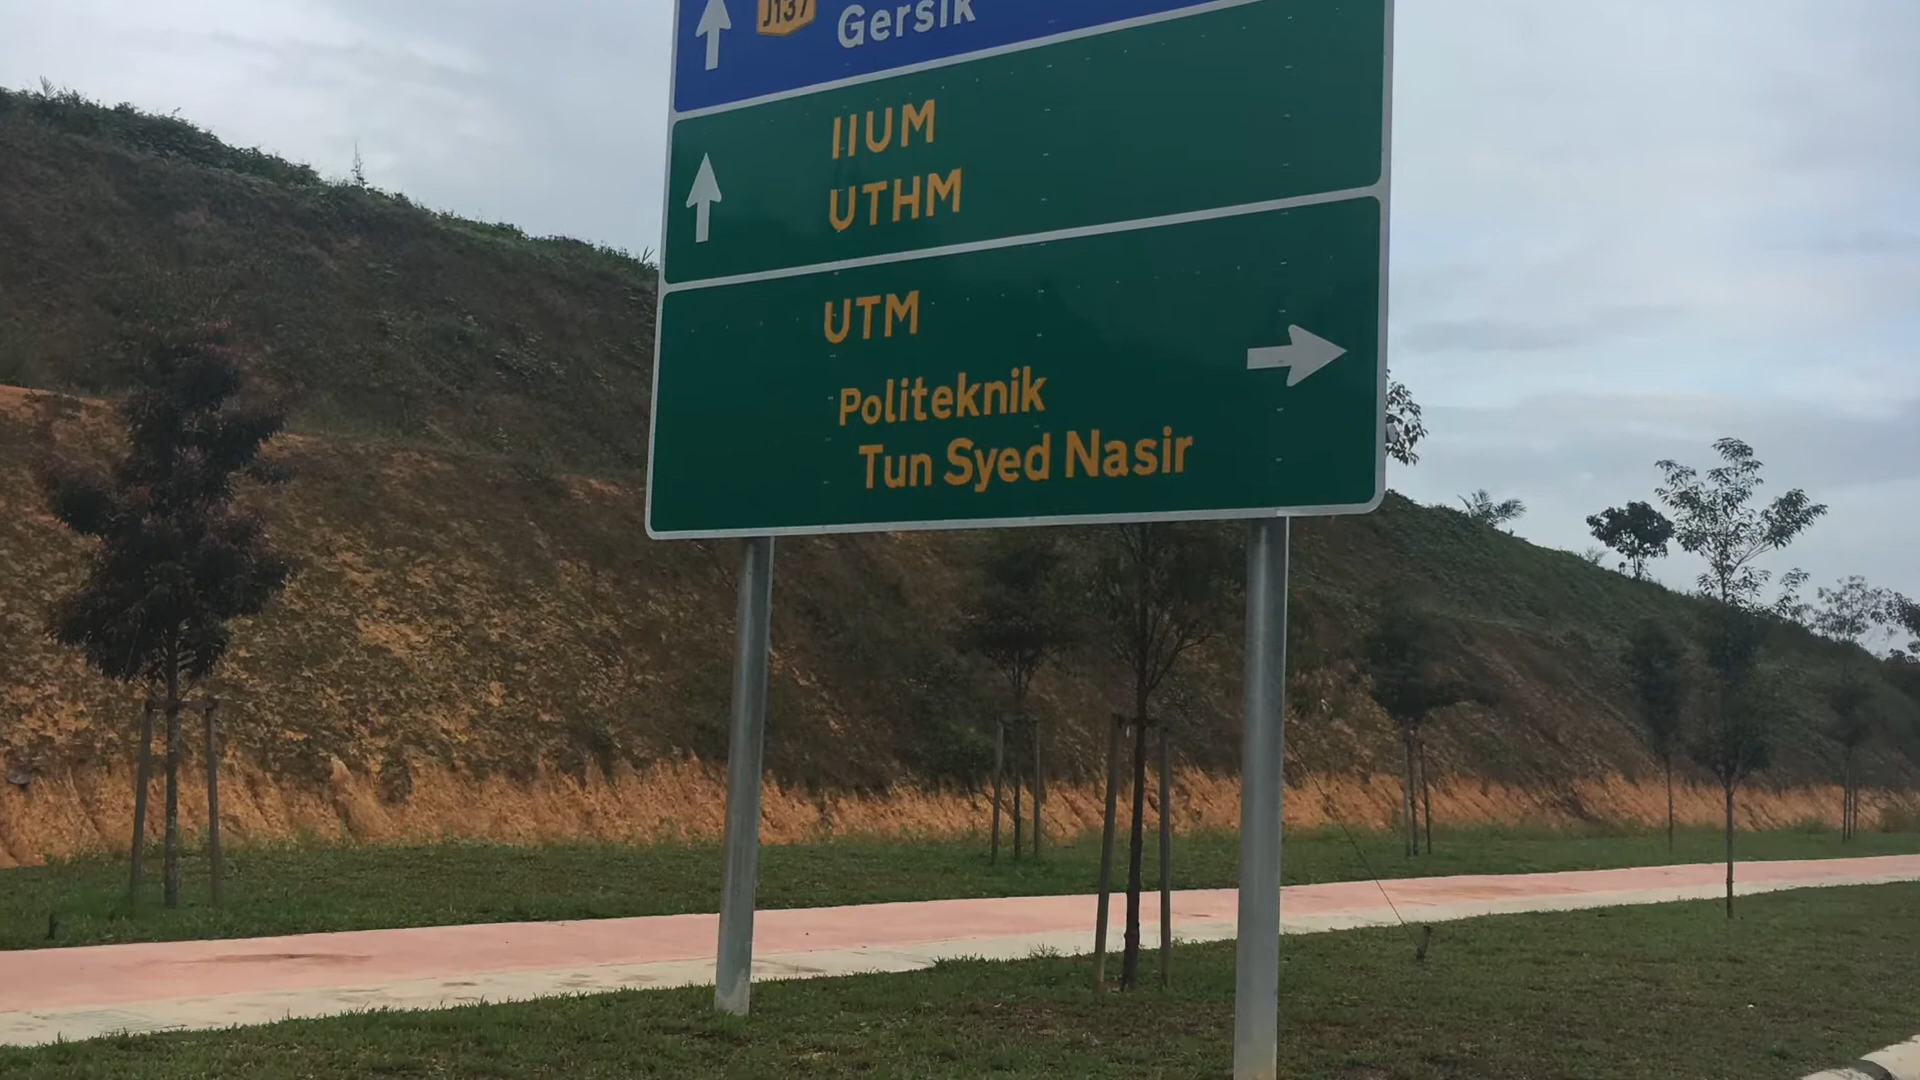 J137
Gersik
IIUM
UTHM
UTM
Politeknik
Tun Syed Nasir